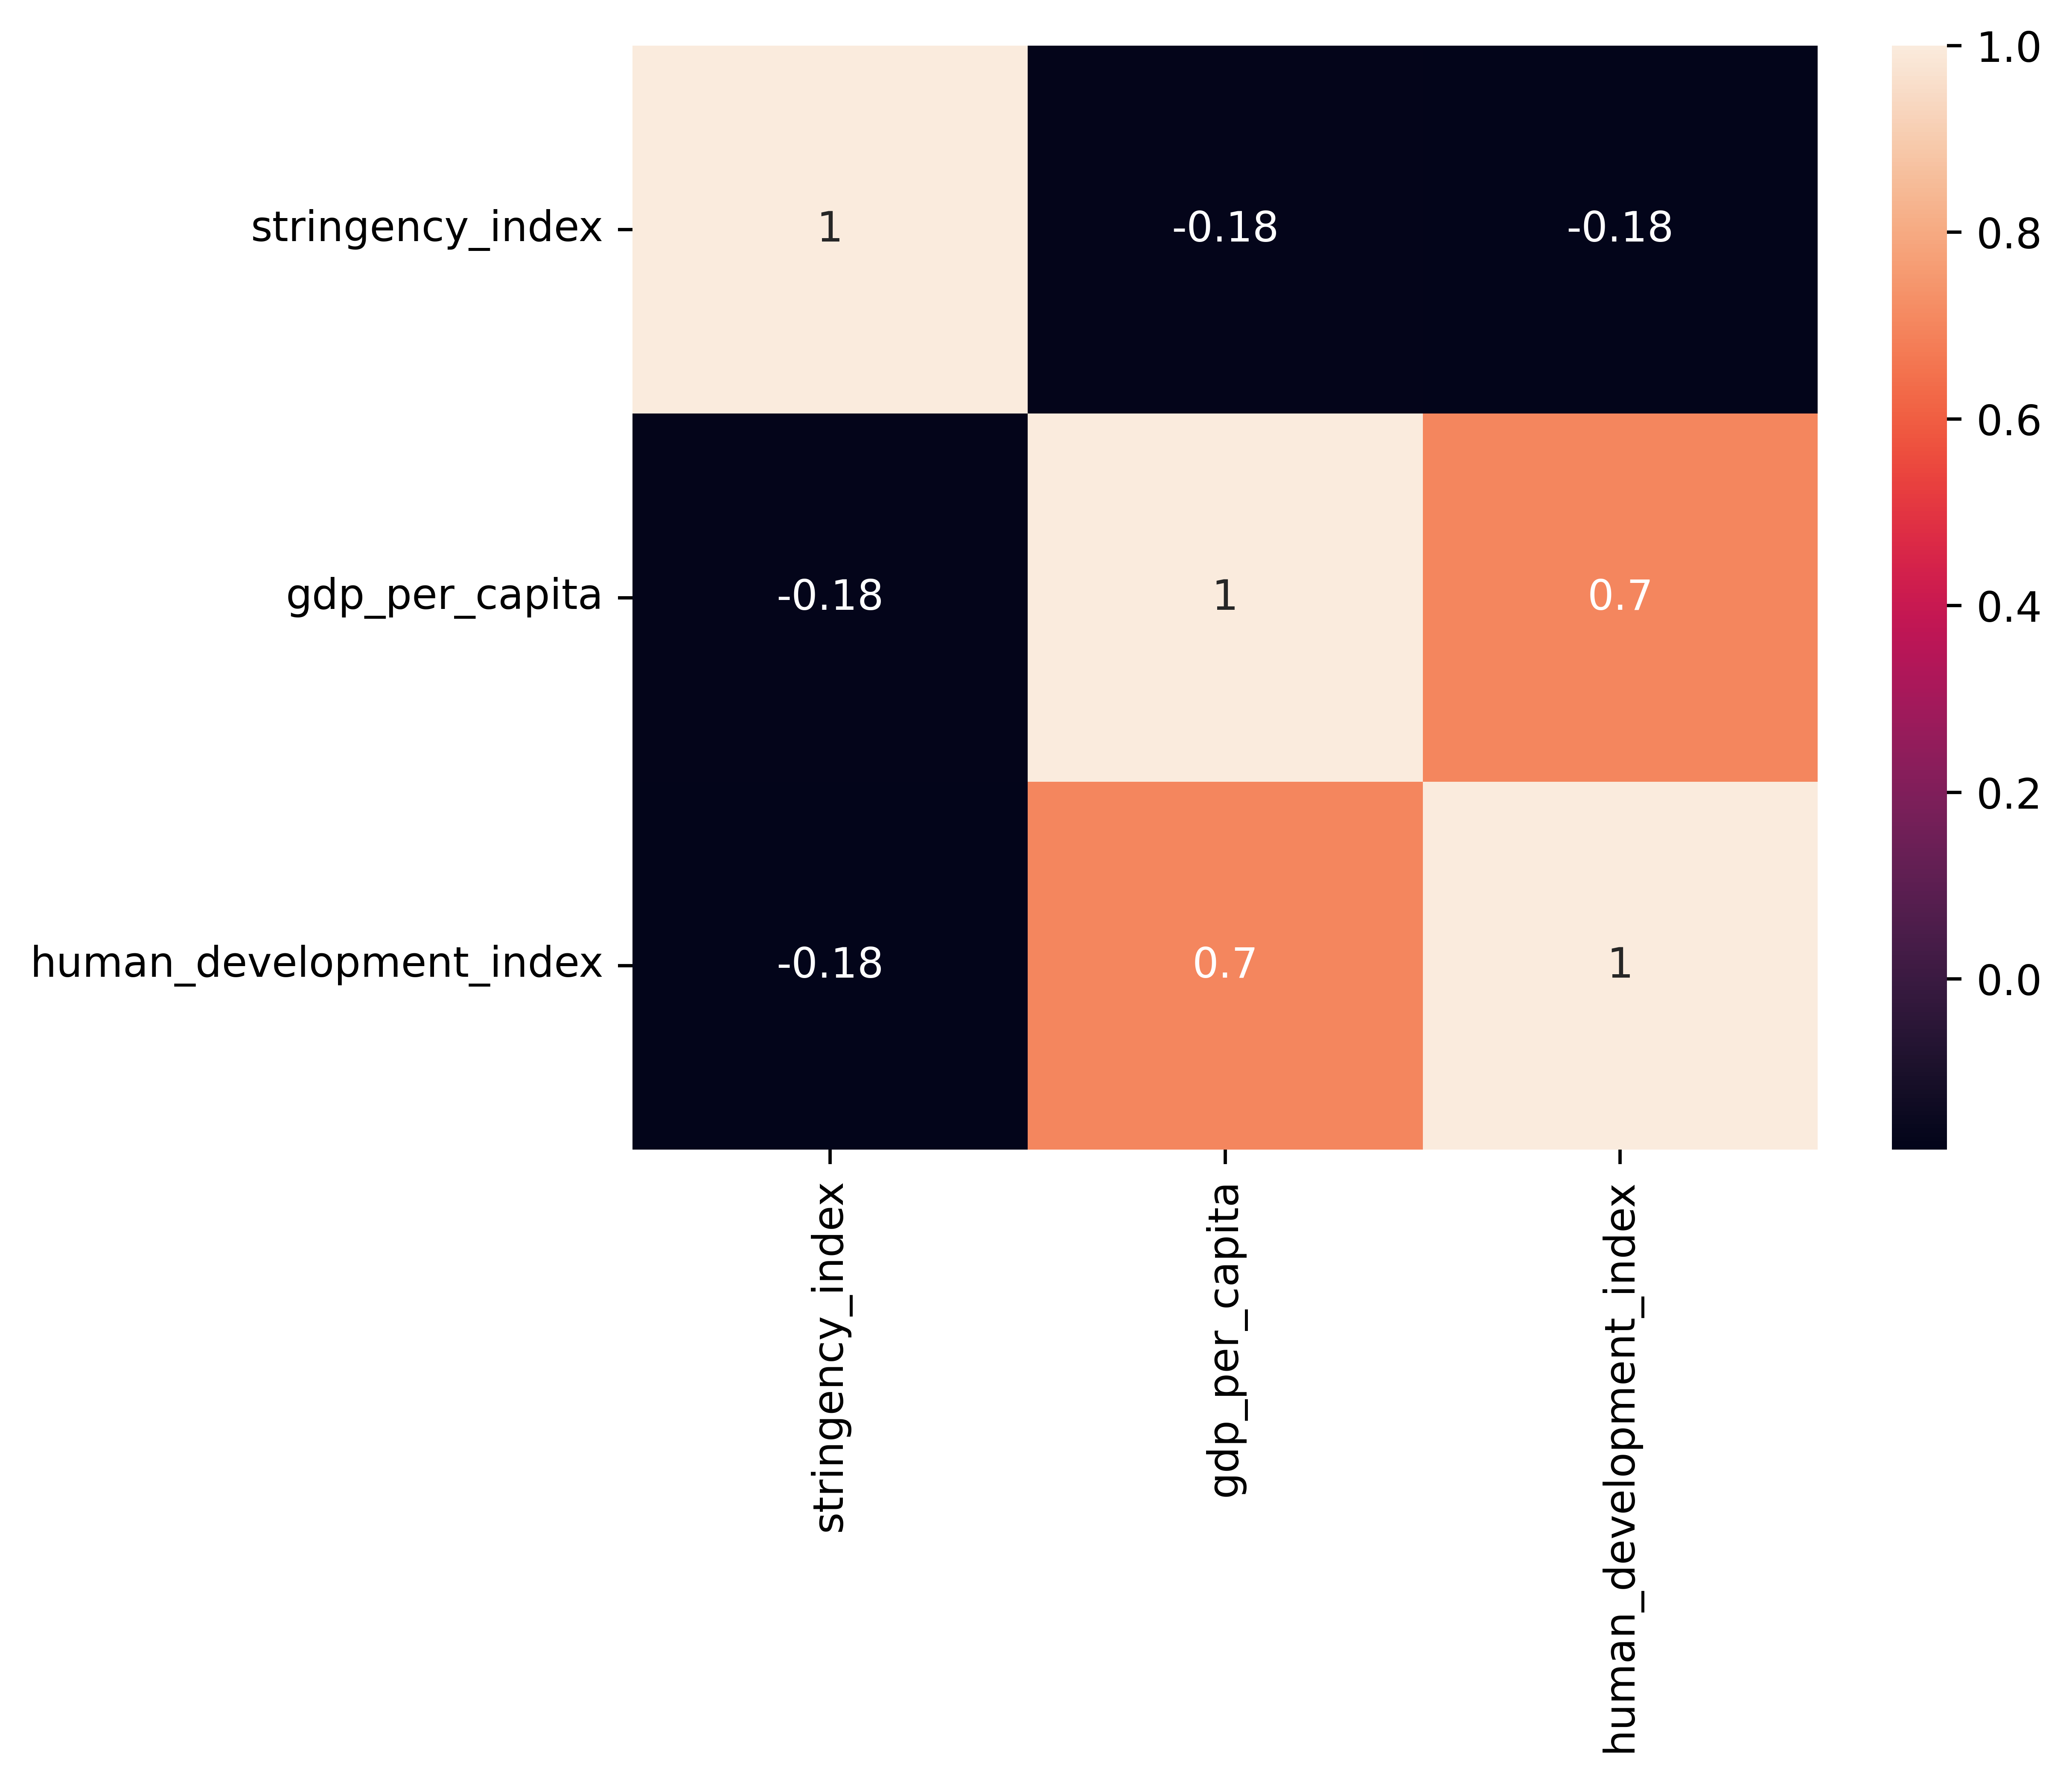 stringency_index 1 -0.18 -0.18
gdp_per_capita -0.18 1 0.7
human_development_index -0.18 0.7 1
stringency_index
gdp_per_capita
human_development_index
1.0
0.8
0.6
0.4
0.2
0.0